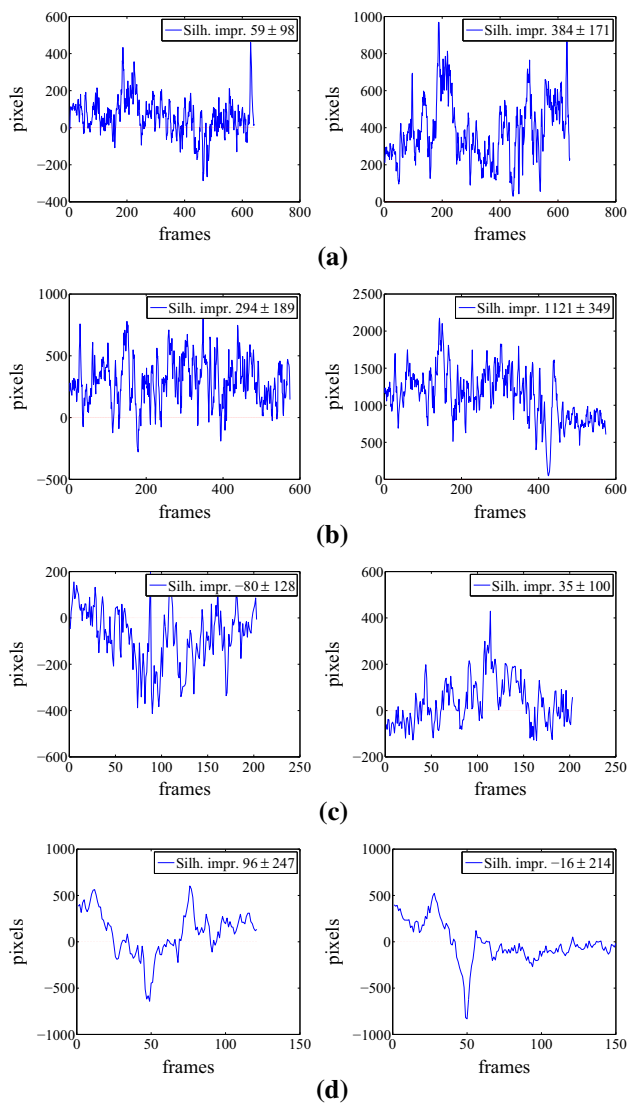 600
400
200
0
−200
−400
pixels
Silh. impr. 59 ± 98
0 200 400 600 800
frames
1000
800
600
400
200
0
pixels
Silh. impr. 384 ± 171
0 200 400 600 800
frames
(a)
1000
500
0
−500
pixels
Silh. impr. 294 ± 189
0 200 400 600
frames
2500
2000
1500
1000
500
0
pixels
Silh. impr. 1121 ± 349
0 200 400 600
frames
(b)
200
0
−200
−400
−600
pixels
Silh. impr. −80 ± 128
0 50 100 150 200 250
frames
600
400
200
0
−200
pixels
Silh. impr. 35 ± 100
0 50 100 150 200 250
frames
(c)
1000
500
0
−500
−1000
pixels
Silh. impr. 96 ± 247
0 50 100 150
frames
1000
500
0
−500
−1000
pixels
Silh. impr. −16 ± 214
0 50 100 150
frames
(d)